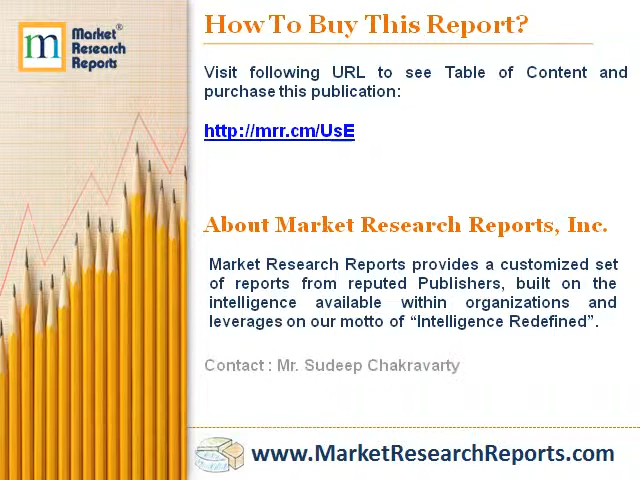 m
Market®
Research
Reports
How To Buy This Report?
Visit following URL to see Table of Content and
purchase this publication:
http://mrr.cm/UsE
About Market Research Reports, Inc.
Market Research Reports provides a customized set
of reports from reputed Publishers, built on the
intelligence available within organizations and
leverages on our motto of “Intelligence Redefined”.
Contact : Mr. Sudeep Chakravarty
www.MarketResearchReports.com